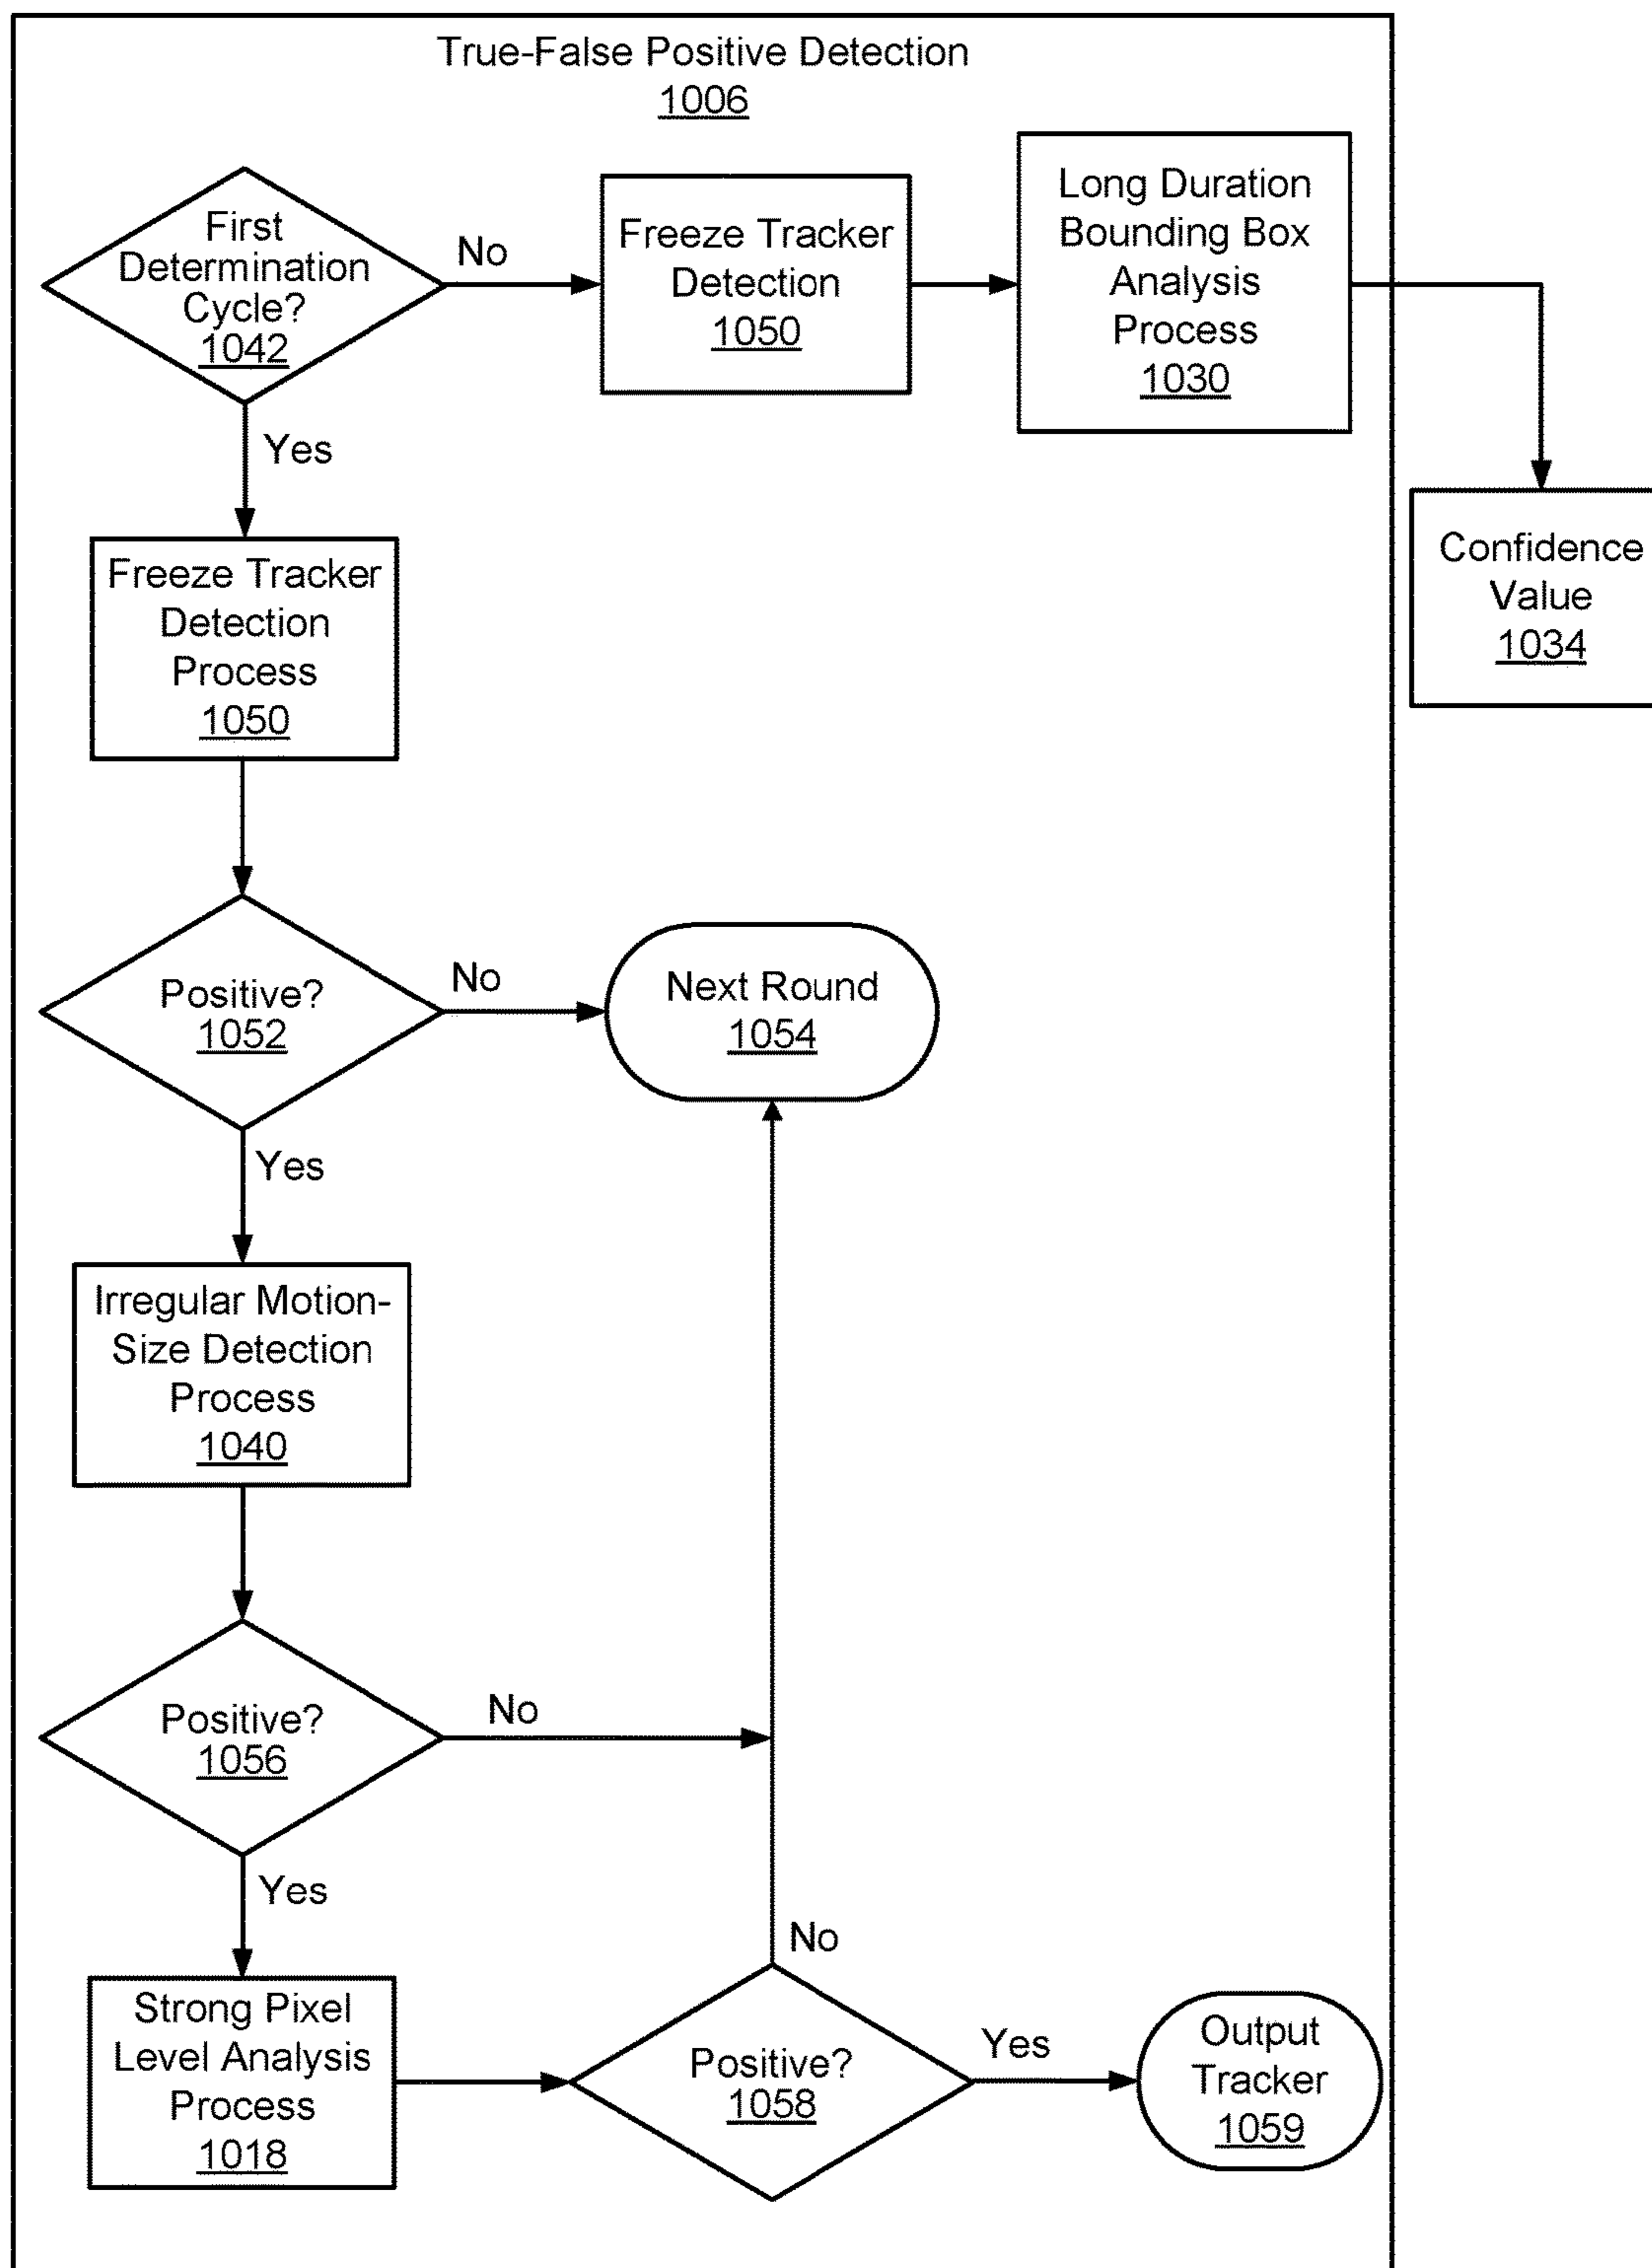 True-False Positive Detection
1006
First
Determination
Cycle?
1042
No
Freeze Tracker
Detection
1050
Long Duration
Bounding Box
Analysis
Process
1030
Yes
Confidence
Value
1034
Freeze Tracker
Detection
Process
1050
Positive?
1052
No
Next Round
1054
Yes
Irregular Motion-
Size Detection
Process
1040
Positive?
1056
No
Yes
Strong Pixel
Level Analysis
Process
1018
No
Positive?
1058
Yes
Output
Tracker
1059